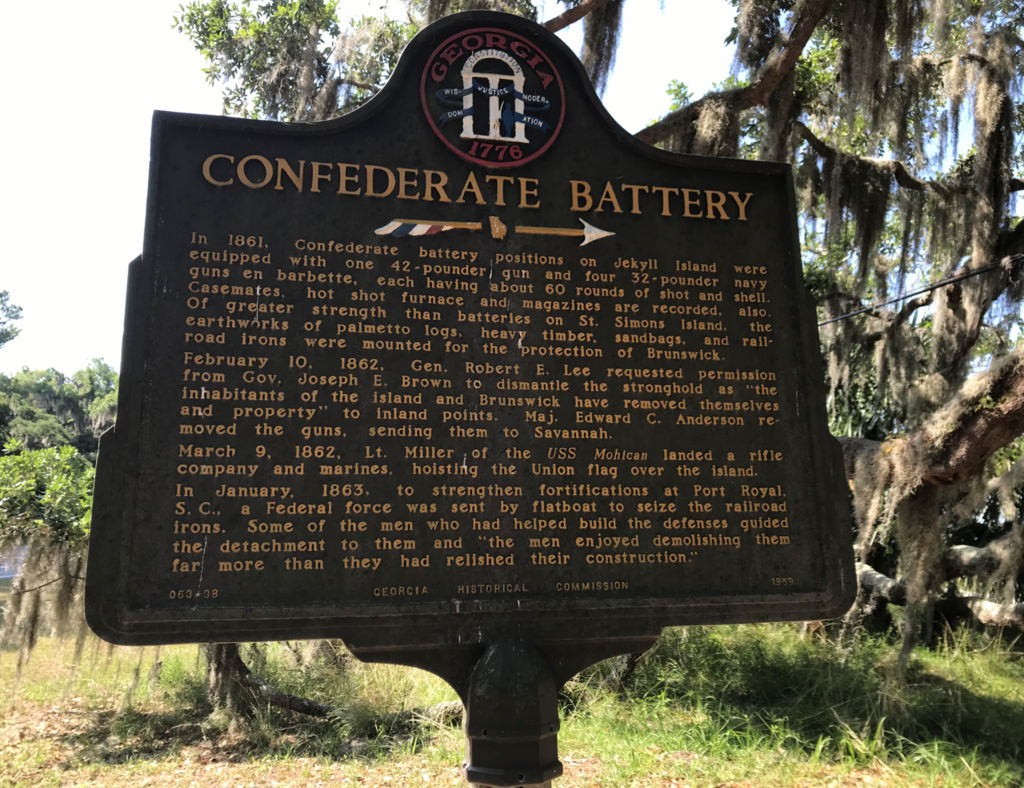 GEORGIA
CONSTITUTION
WIS- JUSTICE MODER-
DOM ATION
1776
CONFEDERATE BATTERY
In 1861, Confederate battery positions on Jekyll Island were
equipped with one 42-pounder gun and four 32-pounder navy
guns en barbette, each having about 60 rounds of shot and shell.
Casemates, hot shot furnace and magazines are recorded, also.
Of greater strength than batteries on St. Simons Island, the
earthworks of palmetto logs, heavy timber, sandbags, and rail-
road irons were mounted for the protection of Brunswick.
February 10, 1862, Gen. Robert E. Lee requested permission
from Gov. Joseph E. Brown to dismantle the stronghold as "the
inhabitants of the island and Brunswick have removed themselves
and property" to inland points. Maj. Edward C. Anderson re-
moved the guns, sending them to Savannah.
March 9, 1862, Lt. Miller of the USS Mohican landed a rifle
company and marines, hoisting the Union flag over the island.
In January, 1863, to strengthen fortifications at Port Royal,
S. C., a Federal force was sent by flatboat to seize the railroad
irons. Some of the men who had helped build the defenses guided
the detachment to them and "the men enjoyed demolishing them
far more than they had relished their construction."
063-38 GEORGIA HISTORICAL COMMISSION 1959